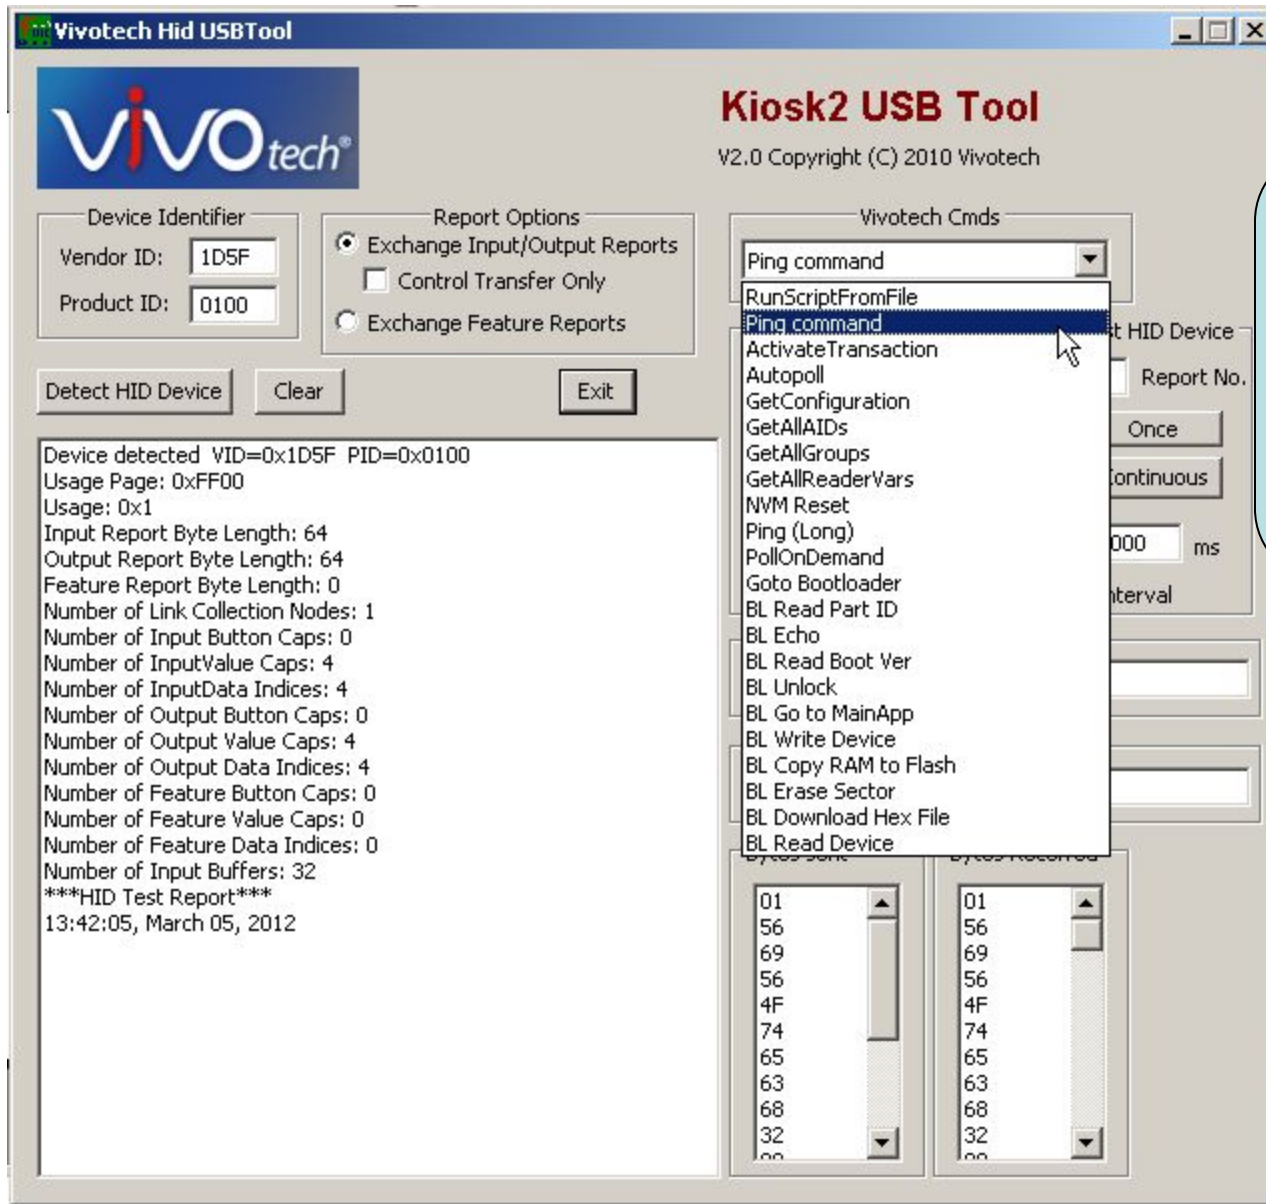 Vivotech Hid USBTool
ViVOtech®
Kiosk2 USB Tool
V2.0 Copyright (C) 2010 Vivotech
Device Identifier
Vendor ID: 1D5F
Product ID: 0100
Report Options
Exchange Input/Output Reports
Control Transfer Only
Exchange Feature Reports
Vivotech Cmds
Ping command
RunScriptFromFile
Ping command
ActivateTransaction
Autopoll
GetConfiguration
GetAllAIDs
GetAllGroups
GetAllReaderVars
NVM Reset
Ping (Long)
PollOnDemand
Goto Bootloader
BL Read Part ID
BL Echo
BL Read Boot Ver
BL Unlock
BL Go to MainApp
BL Write Device
BL Copy RAM to Flash
BL Erase Sector
BL Download Hex File
BL Read Device
HID Device
Report No.
Once
ontinuous
000 ms
nterval
Detect HID Device
Clear
Exit
Device detected VID=0x1D5F PID=0x0100
Usage Page: 0xFF00
Usage: 0x1
Input Report Byte Length: 64
Output Report Byte Length: 64
Feature Report Byte Length: 0
Number of Link Collection Nodes: 1
Number of Input Button Caps: 0
Number of InputValue Caps: 4
Number of InputData Indices: 4
Number of Output Button Caps: 0
Number of Output Value Caps: 4
Number of Output Data Indices: 4
Number of Feature Button Caps: 0
Number of Feature Value Caps: 0
Number of Feature Data Indices: 0
Number of Input Buffers: 32
***HID Test Report***
13:42:05, March 05, 2012
01
56
69
56
4F
74
65
63
68
32
01
56
69
56
4F
74
65
63
68
32